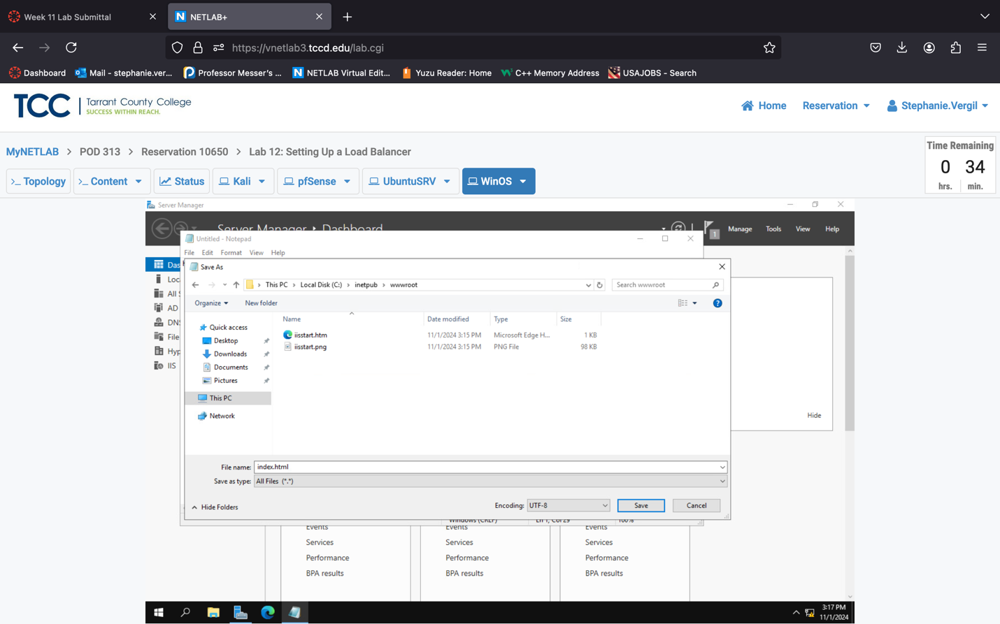 Week 11 Lab Submittal
NETLAB+
https://vnetlab3.tccd.edu/lab.cgi
Dashboard Mail - stephanie.ver... Professor Messer's ... NETLAB Virtual Edit... Yuzu Reader: Home C++ Memory Address USAJOBS - Search
TCC Tarrant County College
SUCCESS WITHIN REACH.
Home Reservation Stephanie.Vergil
MyNETLAB > POD 313 > Reservation 10650 > Lab 12: Setting Up a Load Balancer
Time Remaining
0 34
hrs. min.
>_ Topology >_ Content Status Kali pfSense UbuntuSRV WinOS
Server Manager
Server Manager Dashboard
1 Manage Tools View Help
Untitled - Notepad
File Edit Format View Help
Save As
This PC > Local Disk (C:) > inetpub > wwwroot
Search wwwroot
Organize New folder
Name Date modified Type Size
iisstart.htm 11/1/2024 3:15 PM Microsoft Edge H... 1 KB
iisstart.png 11/1/2024 3:15 PM PNG File 98 KB
Quick access
Desktop
Downloads
Documents
Pictures
This PC
Network
Das
Loc
All S
AD
DNS
File
Hyp
IIS
Hide
File name: index.html
Save as type: All Files (*.*)
Hide Folders
Encoding: UTF-8 Save Cancel
Windows (CRLF) Ln 1, Col 29 100%
Events Events Events
Services Services Services
Performance Performance Performance
BPA results BPA results BPA results
3:17 PM
11/1/2024